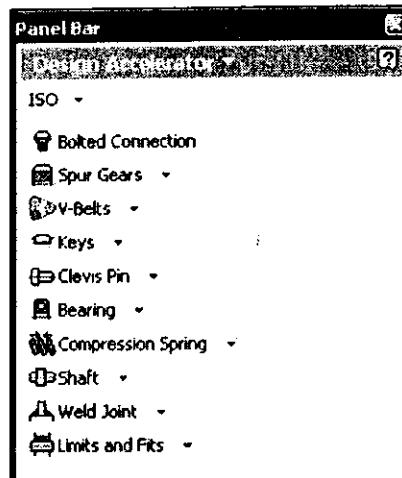 Panel Bar
Design Accelerator
ISO
Bolted Connection
Spur Gears
V-Belts
Keys
Clevis Pin
Bearing
Compression Spring
Shaft
Weld Joint
Limits and Fits